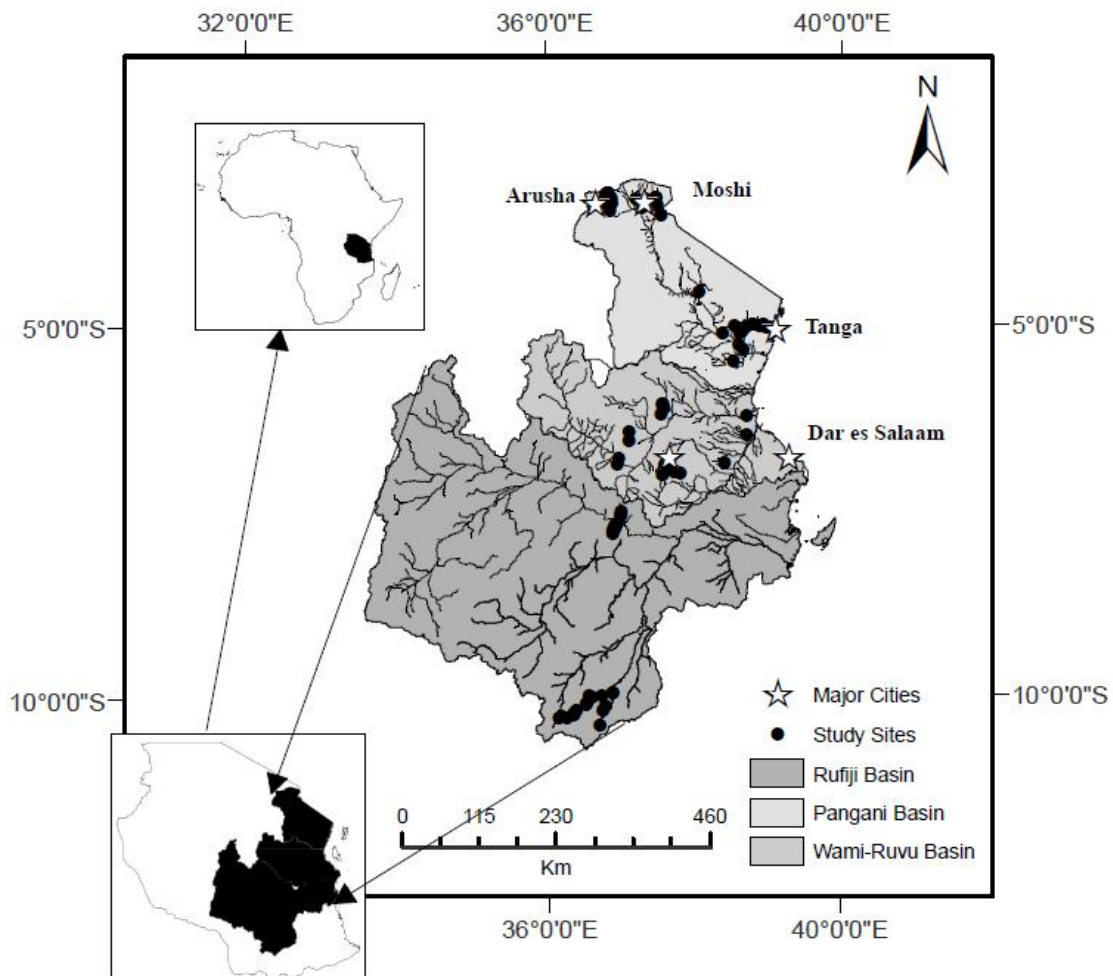 32°0'0"E 36°0'0"E 40°0'0"E
N
Arusha
Moshi
5°0'0"S
5°0'0"S
Tanga
Dar es Salaam
10°0'0"S
10°0'0"S
Major Cities
Study Sites
Rufiji Basin
Pangani Basin
Wami-Ruvu Basin
0 115 230 460
Km
36°0'0"E 40°0'0"E